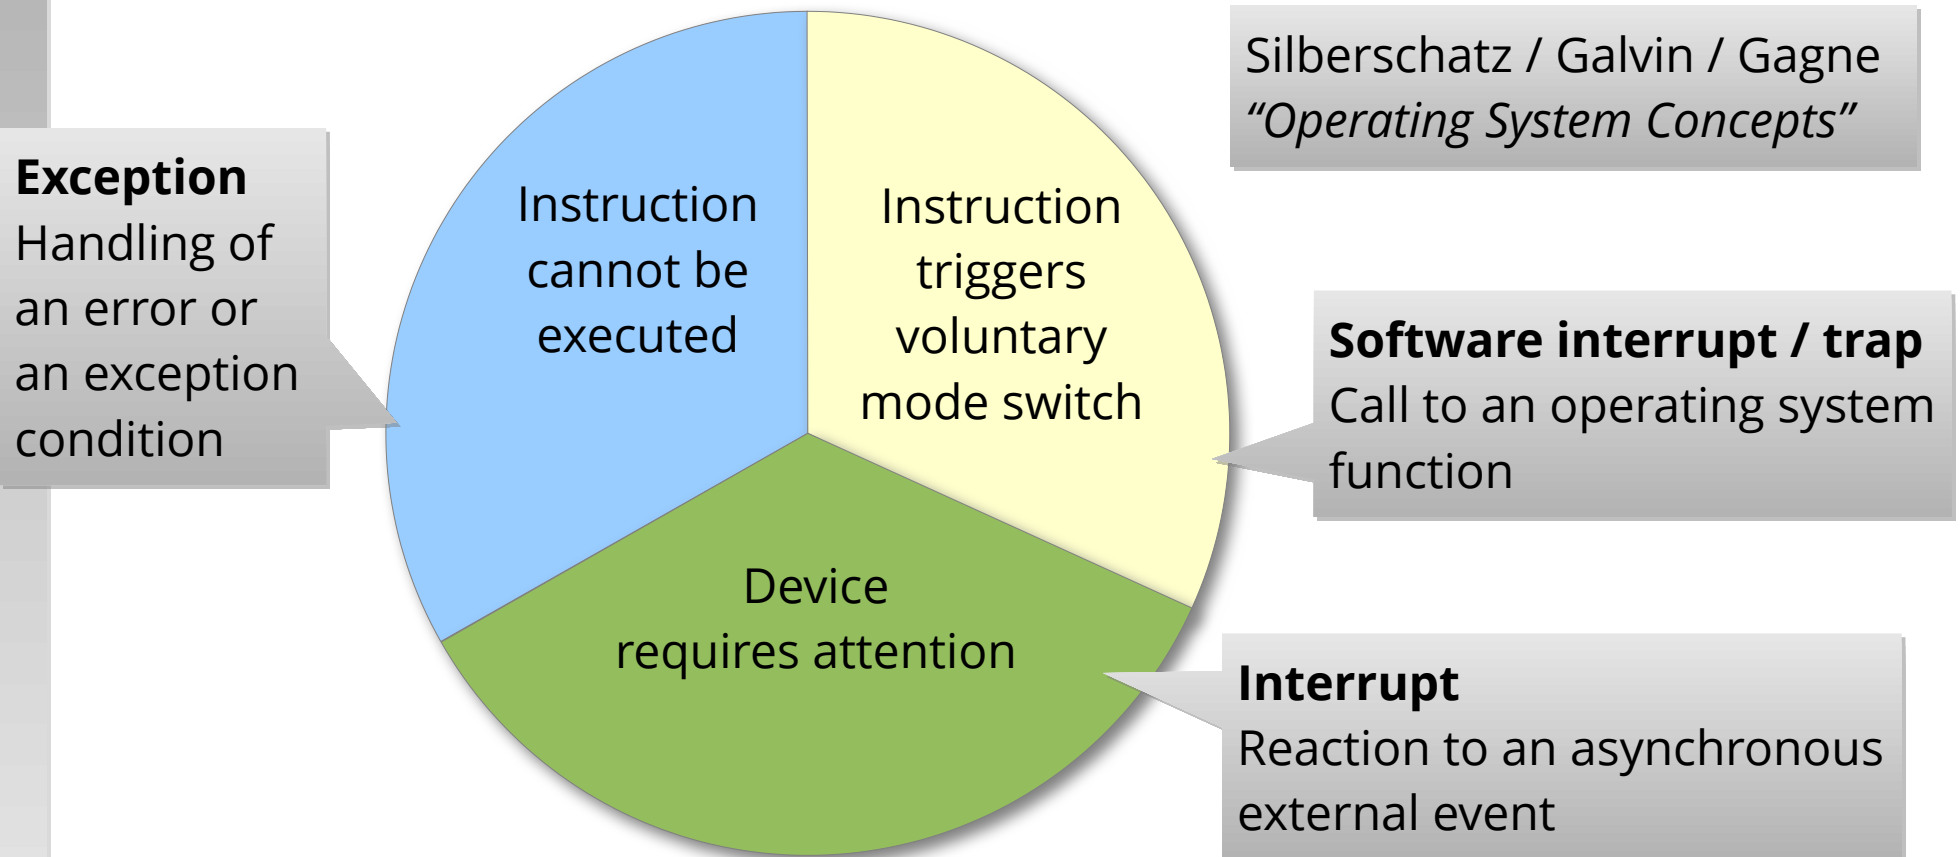 Silberschatz / Galvin / Gagne
“Operating System Concepts”
Exception
Handling of
an error or
an exception
condition
Instruction
cannot be
executed
Instruction
triggers
voluntary
mode switch
Software interrupt / trap
Call to an operating system
function
Device
requires attention
Interrupt
Reaction to an asynchronous
external event